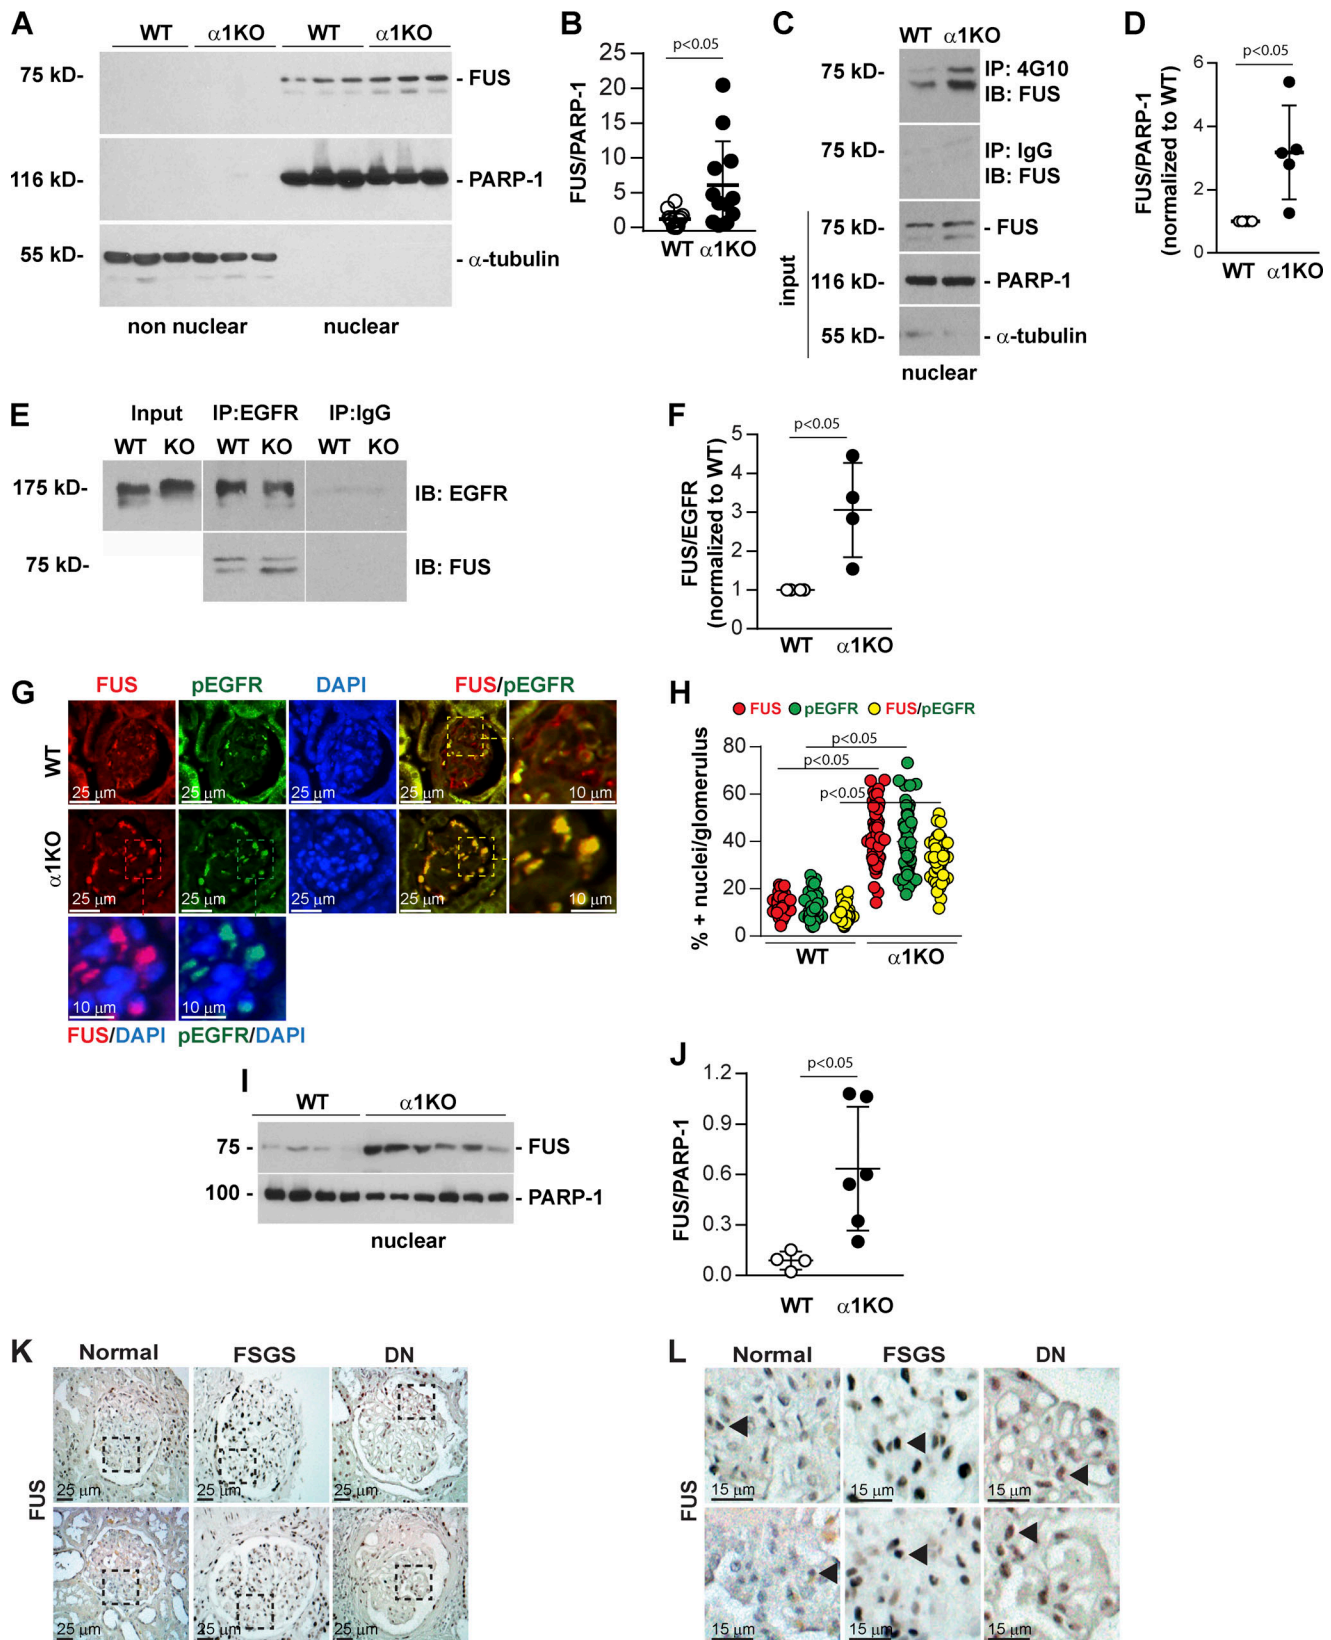 A
WT α1KO WT α1KO
75 kD- - FUS
116 kD- - PARP-1
55 kD- - α-tubulin
non nuclear nuclear
B
p<0.05
FUS/PARP-1
25
20
15
10
5
0
WT α1KO
C
WT α1KO
75 kD- IP: 4G10
IB: FUS
75 kD- IP: IgG
IB: FUS
input
75 kD- - FUS
116 kD- - PARP-1
55 kD- - α-tubulin
nuclear
D
p<0.05
FUS/PARP-1
(normalized to WT)
6
4
2
0
WT α1KO
E
Input IP:EGFR IP:IgG
WT KO WT KO WT KO
175 kD- IB: EGFR
75 kD- IB: FUS
F
p<0.05
FUS/EGFR
(normalized to WT)
5
4
3
2
1
0
WT α1KO
G
FUS pEGFR DAPI FUS/pEGFR
WT
25 μm 25 μm 25 μm 25 μm 10 μm
α1KO
25 μm 25 μm 25 μm 25 μm 10 μm
10 μm 10 μm
FUS/DAPI pEGFR/DAPI
H
FUS pEGFR FUS/pEGFR
p<0.05
p<0.05
p<0.05
% + nuclei/glomerulus
80
60
40
20
0
WT α1KO
I
WT α1KO
75 - - FUS
100 - - PARP-1
nuclear
J
p<0.05
FUS/PARP-1
1.2
0.9
0.6
0.3
0.0
WT α1KO
K
Normal FSGS DN
FUS
25 μm 25 μm 25 μm
25 μm 25 μm 25 μm
L
Normal FSGS DN
FUS
15 μm 15 μm 15 μm
15 μm 15 μm 15 μm